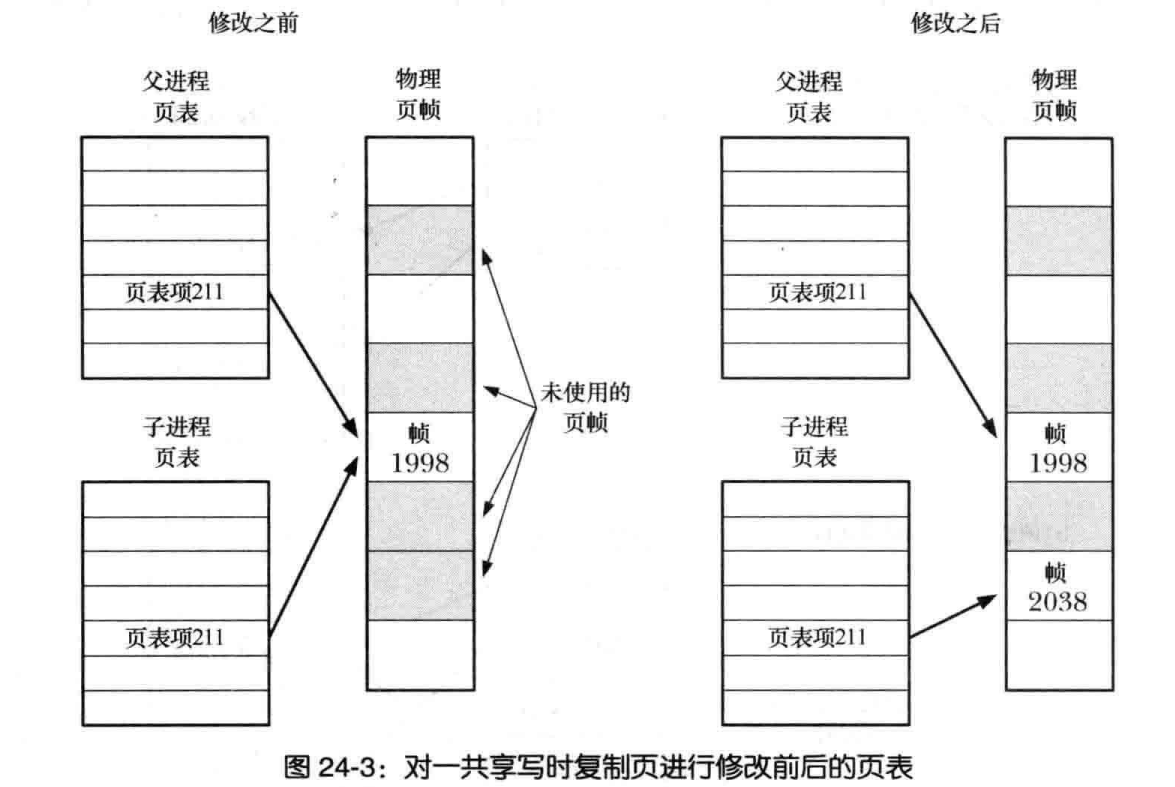 修改之前
父进程
页表
物理
页帧
页表项211
帧
1998
未使用的
页帧
子进程
页表
页表项211
修改之后
父进程
页表
物理
页帧
页表项211
帧
1998
子进程
页表
帧
2038
页表项211
图 24-3：对一共享写时复制页进行修改前后的页表